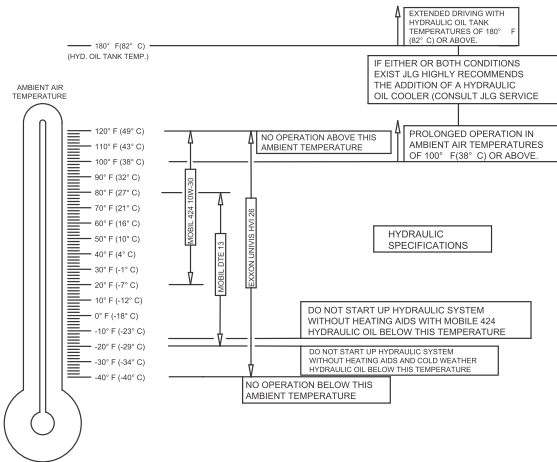 EXTENDED DRIVING WITH
HYDRAULIC OIL TANK
TEMPERATURES OF 180° F
(82° C) OR ABOVE.
180° F(82° C)
(HYD. OIL TANK TEMP.)
IF EITHER OR BOTH CONDITIONS
EXIST JLG HIGHLY RECOMMENDS
THE ADDITION OF A HYDRAULIC
OIL COOLER (CONSULT JLG SERVICE
AMBIENT AIR
TEMPERATURE
120° F (49° C)
110° F (43° C)
100° F (38° C)
90° F (32° C)
80° F (27° C)
70° F (21° C)
60° F (16° C)
50° F (10° C)
40° F (4° C)
30° F (-1° C)
20° F (-7° C)
10° F (-12° C)
0° F (-18° C)
-10° F (-23° C)
-20° F (-29° C)
-30° F (-34° C)
-40° F (-40° C)
MOBIL 424 10W-30
MOBIL DTE 13
EXXON UNIVIS HVI 26
NO OPERATION ABOVE THIS
AMBIENT TEMPERATURE
PROLONGED OPERATION IN
AMBIENT AIR TEMPERATURES
OF 100° F(38° C) OR ABOVE.
HYDRAULIC
SPECIFICATIONS
DO NOT START UP HYDRAULIC SYSTEM
WITHOUT HEATING AIDS WITH MOBILE 424
HYDRAULIC OIL BELOW THIS TEMPERATURE
DO NOT START UP HYDRAULIC SYSTEM
WITHOUT HEATING AIDS AND COLD WEATHER
HYDRAULIC OIL BELOW THIS TEMPERATURE
NO OPERATION BELOW THIS
AMBIENT TEMPERATURE